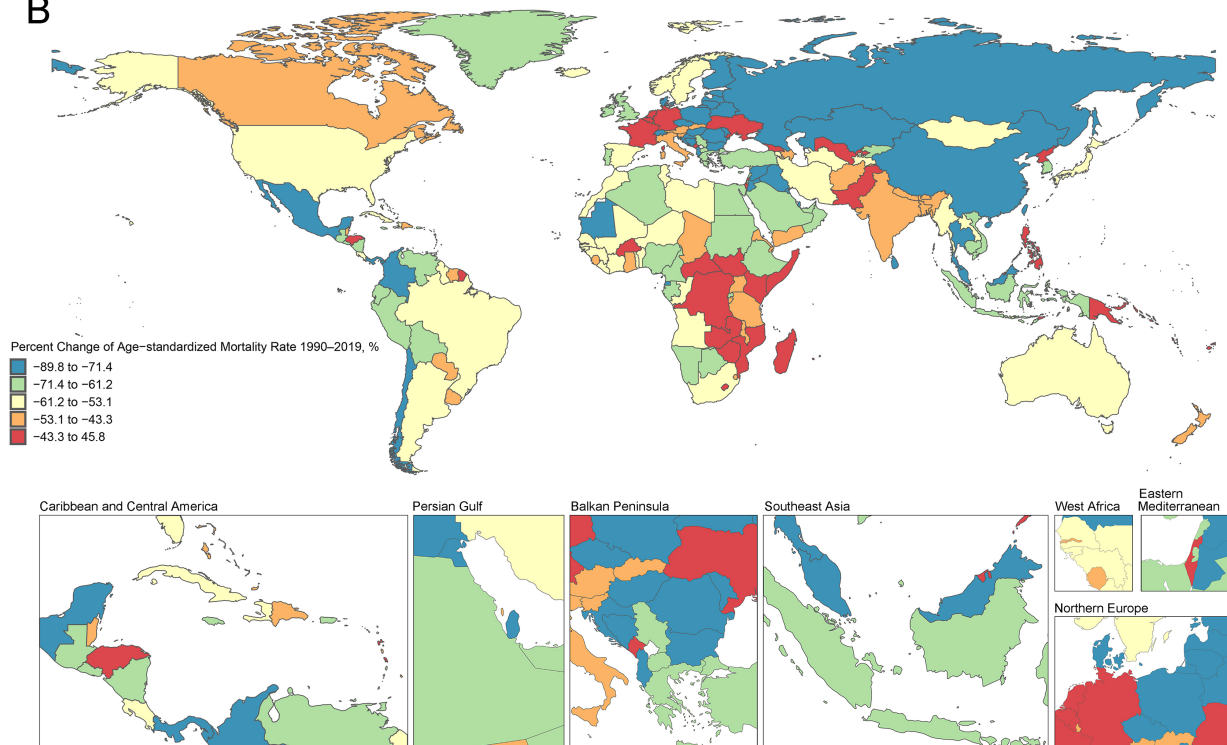 B
Percent Change of Age−standardized Mortality Rate 1990–2019, %
−89.8 to −71.4
−71.4 to −61.2
−61.2 to −53.1
−53.1 to −43.3
−43.3 to 45.8
Caribbean and Central America
Persian Gulf
Balkan Peninsula
Southeast Asia
West Africa
Eastern
Mediterranean
Northern Europe